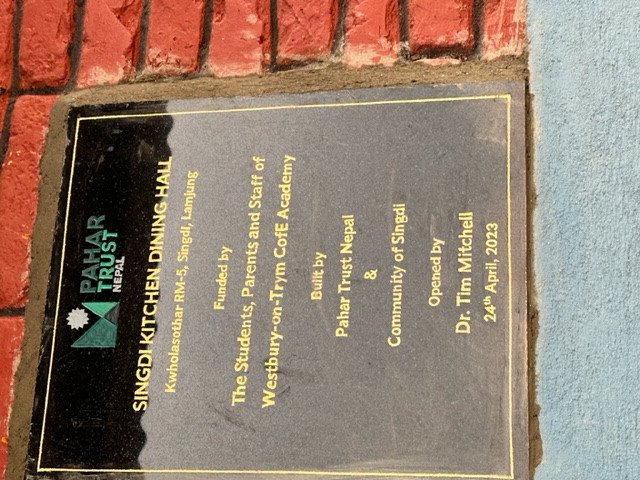 PAHAR
TRUST
NEPAL
SINGDI KITCHEN DINING HALL
Kwholasothar RM-5, Singdi, Lamjung
Funded by
The Students, Parents and Staff of
Westbury-on-Trym CofE Academy
Built by
Pahar Trust Nepal
&
Community of Singdi
Opened by
Dr. Tim Mitchell
24th April, 2023